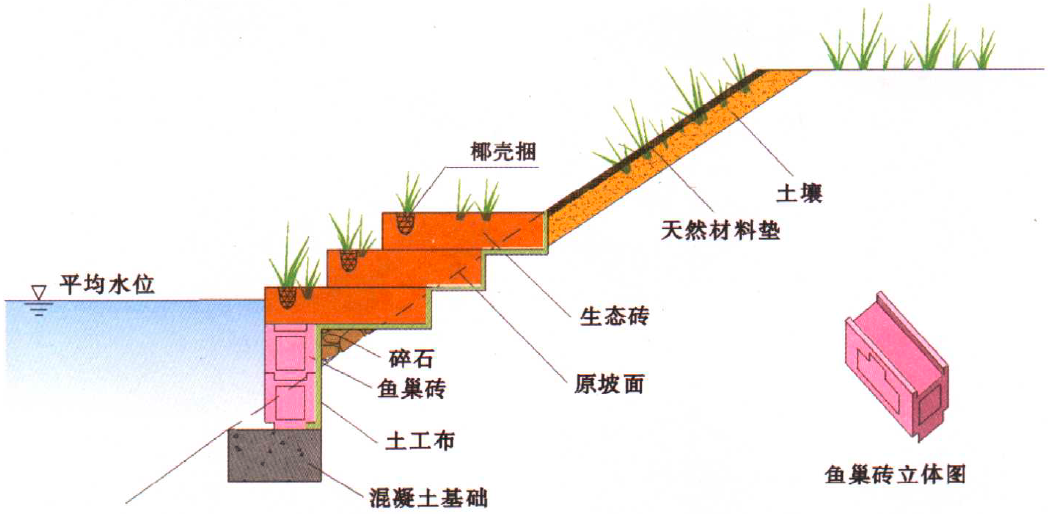 椰壳捆
土壤
天然材料垫
平均水位
生态砖
碎石
鱼巢砖
原坡面
土工布
鱼巢砖立体图
混凝土基础